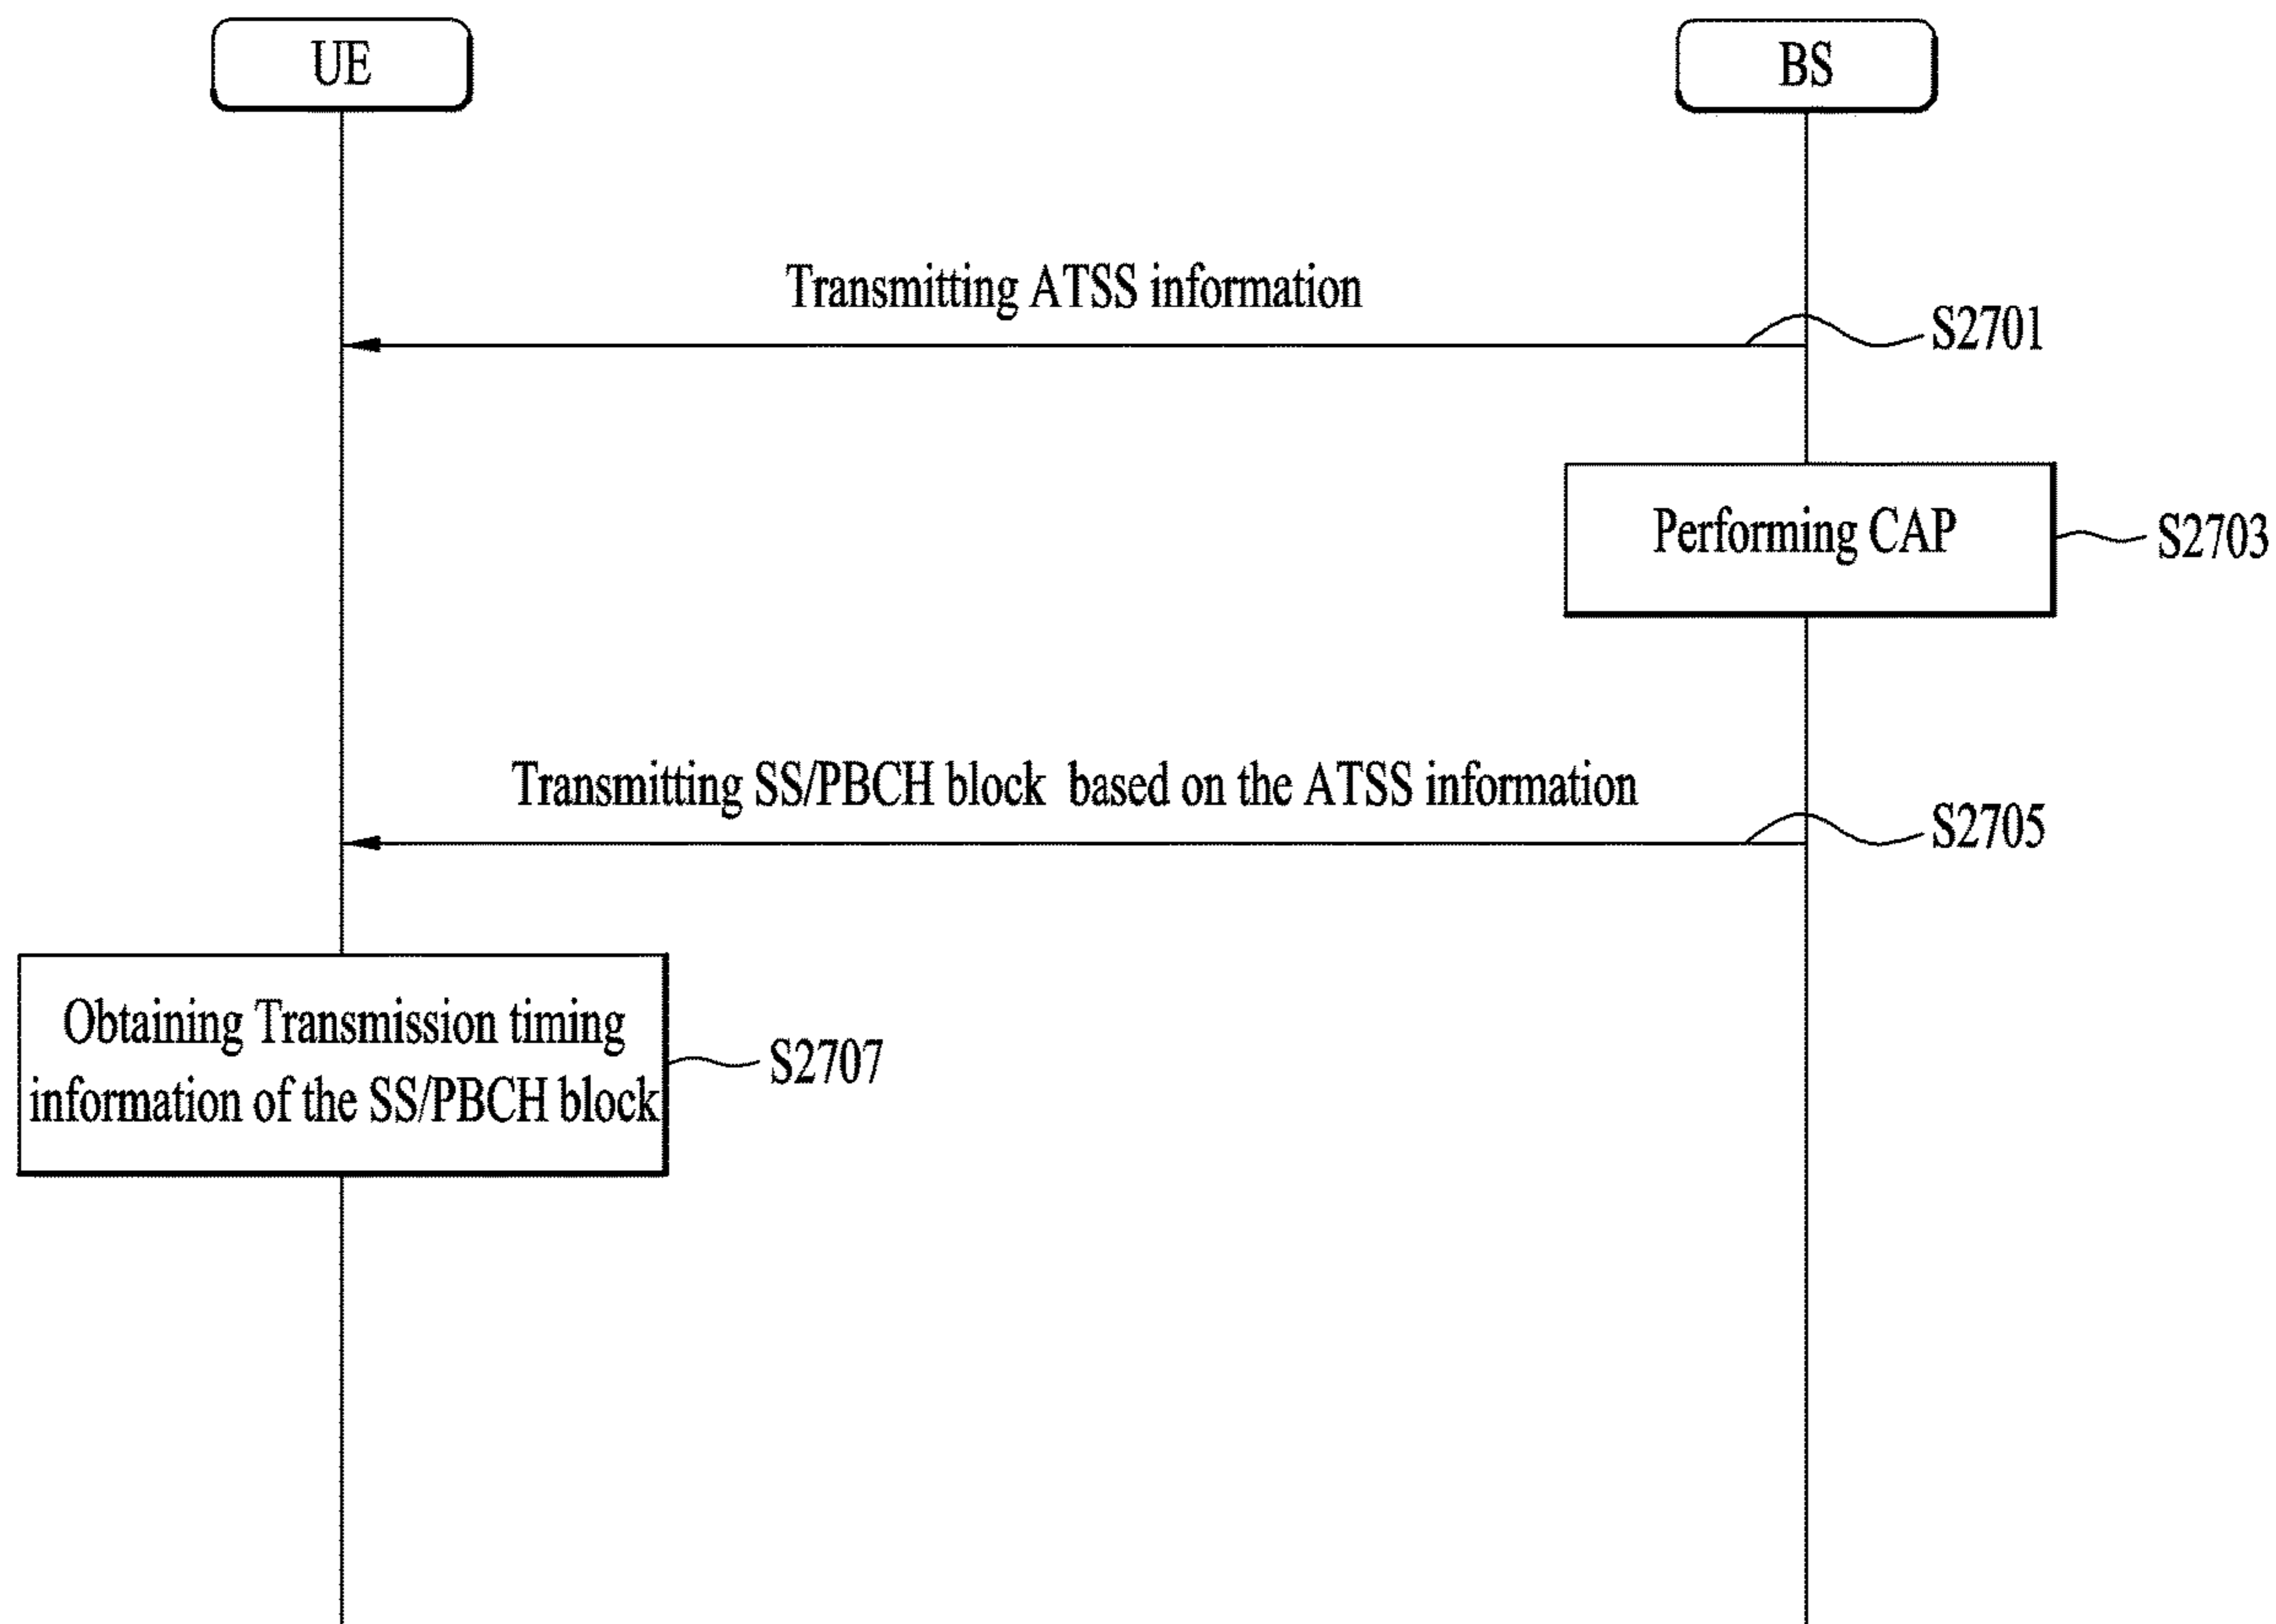 UE
BS
Transmitting ATSS information
S2701
Performing CAP
S2703
Transmitting SS/PBCH block based on the ATSS information
S2705
Obtaining Transmission timing
information of the SS/PBCH block
S2707